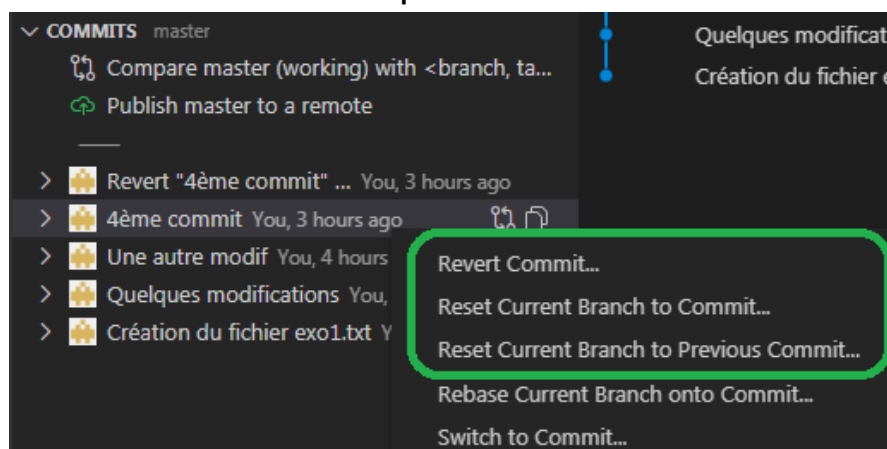 COMMITS master
Compare master (working) with <branch, ta...
Publish master to a remote
Revert "4ème commit" ... You, 3 hours ago
4ème commit You, 3 hours ago
Une autre modif You, 4 hours
Quelques modifications You,
Création du fichier exo1.txt
Quelques modificat
Création du fichier
Revert Commit...
Reset Current Branch to Commit...
Reset Current Branch to Previous Commit...
Rebase Current Branch onto Commit...
Switch to Commit...